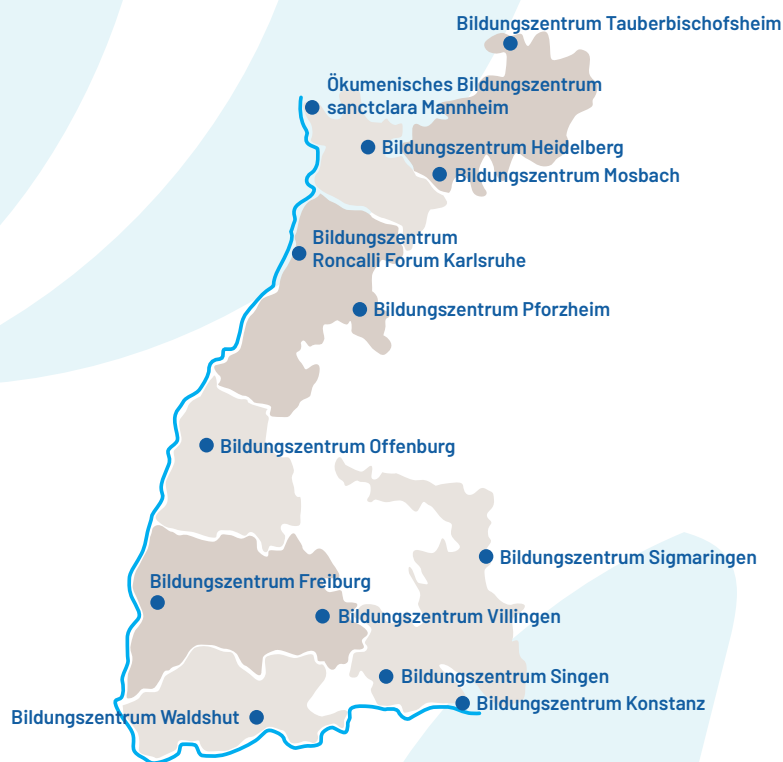 Bildungszentrum Tauberbischofsheim
Ökumenisches Bildungszentrum
sanctclara Mannheim
Bildungszentrum Heidelberg
Bildungszentrum Mosbach
Bildungszentrum
Roncalli Forum Karlsruhe
Bildungszentrum Pforzheim
Bildungszentrum Offenburg
Bildungszentrum Sigmaringen
Bildungszentrum Freiburg
Bildungszentrum Villingen
Bildungszentrum Singen
Bildungszentrum Konstanz
Bildungszentrum Waldshut